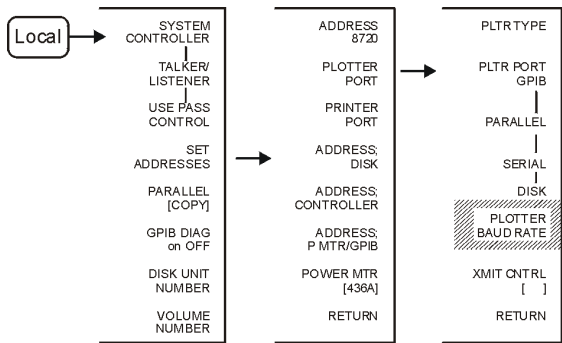 Local
SYSTEM
CONTROLLER
TALKER/
LISTENER
USE PASS
CONTROL
SET
ADDRESSES
PARALLEL
[COPY]
GPIB DIAG
on OFF
DISK UNIT
NUMBER
VOLUME
NUMBER
ADDRESS
8720
PLOTTER
PORT
PRINTER
PORT
ADDRESS;
DISK
ADDRESS;
CONTROLLER
ADDRESS;
P MTR/GPIB
POWER MTR
[436A]
RETURN
PLTR TYPE
PLTR PORT
GPIB
PARALLEL
SERIAL
DISK
PLOTTER
BAUD RATE
XMIT CNTRL
[ ]
RETURN